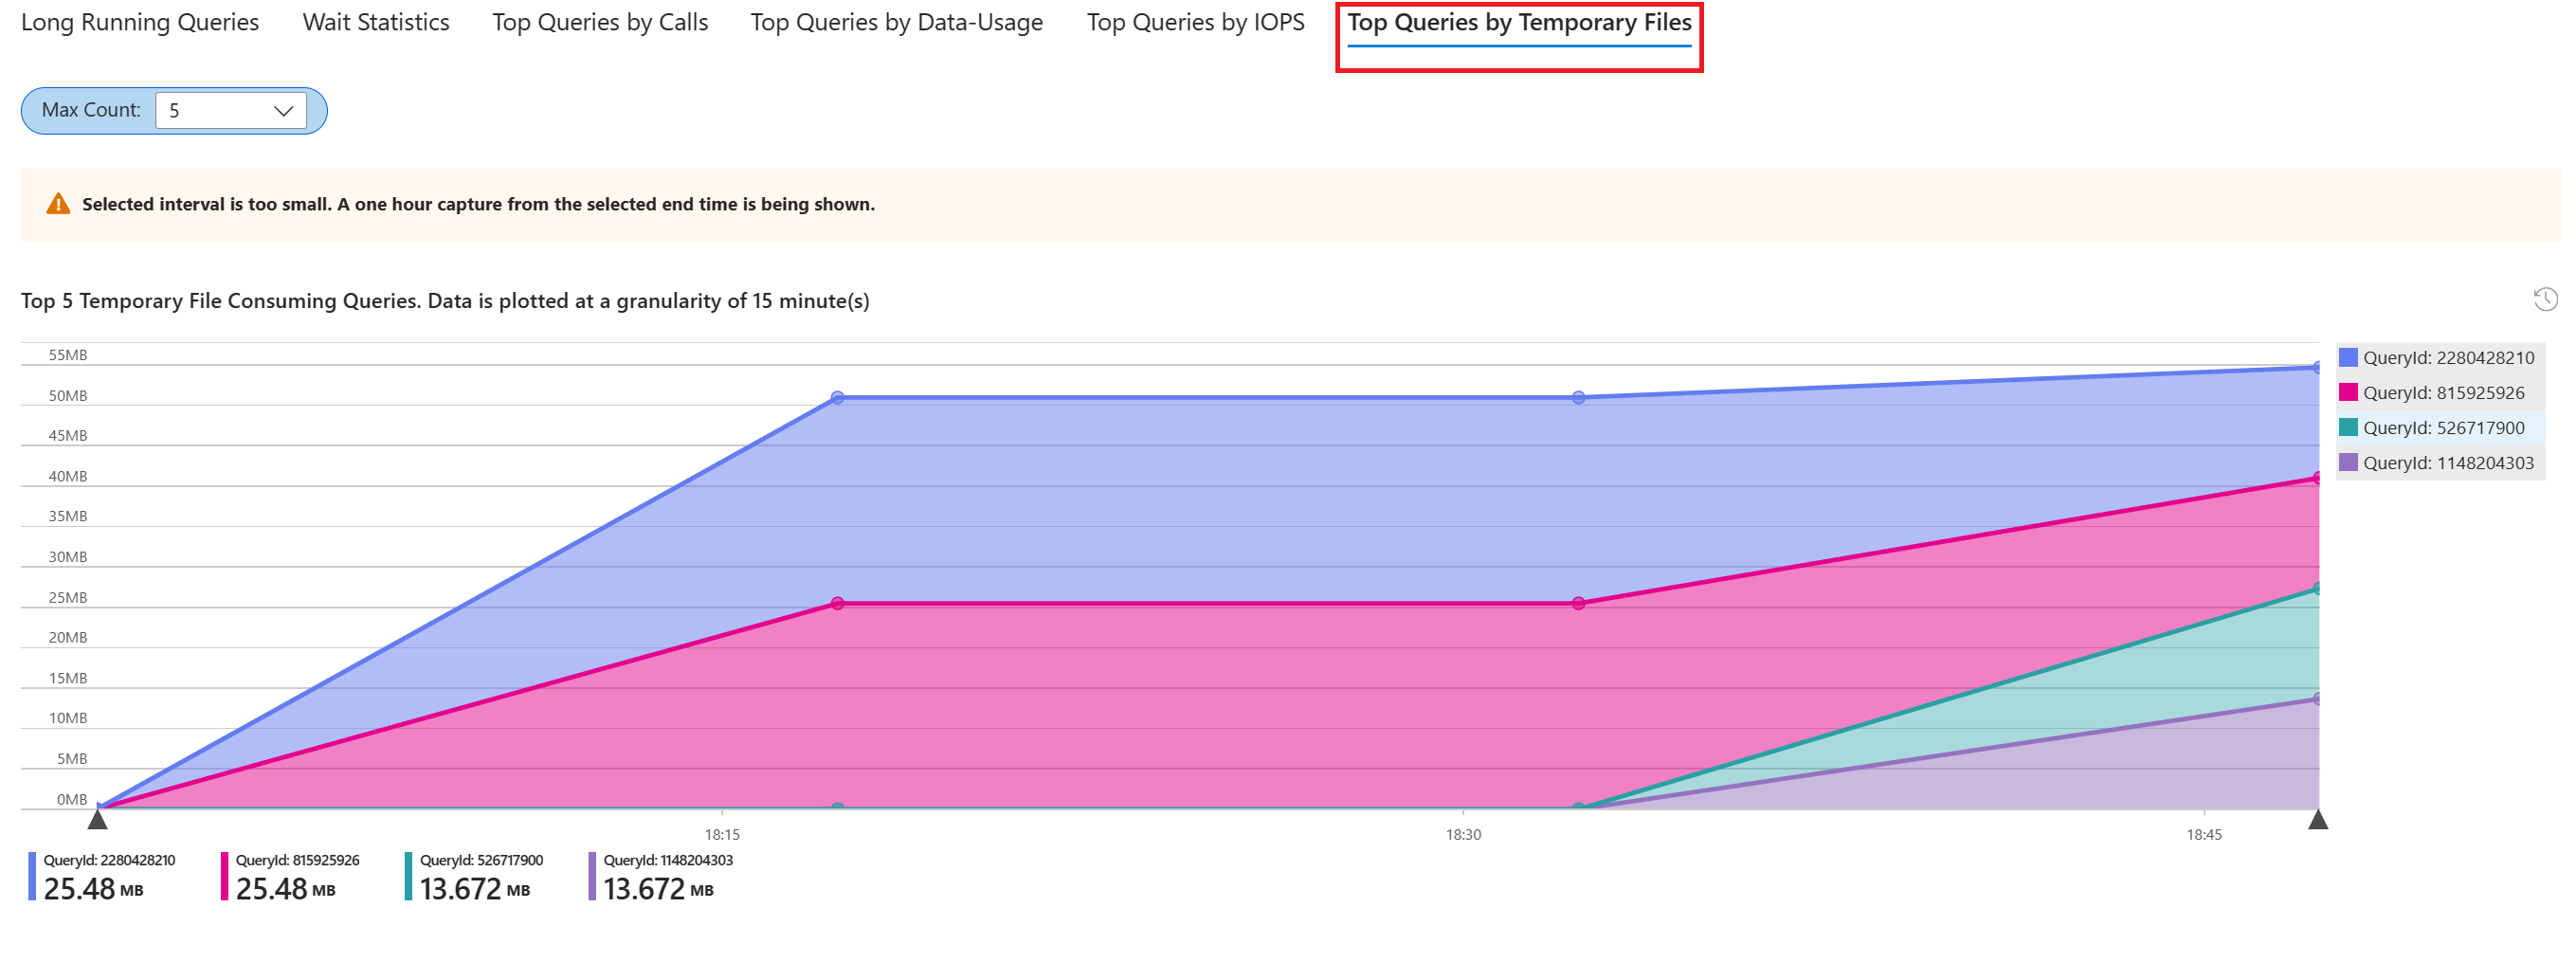 Long Running Queries Wait Statistics Top Queries by Calls Top Queries by Data-Usage Top Queries by IOPS Top Queries by Temporary Files
Max Count: 5
Selected interval is too small. A one hour capture from the selected end time is being shown.
Top 5 Temporary File Consuming Queries. Data is plotted at a granularity of 15 minute(s)
55MB
50MB
45MB
40MB
35MB
30MB
25MB
20MB
15MB
10MB
5MB
0MB
18:15 18:30 18:45
QueryId: 2280428210
QueryId: 815925926
QueryId: 526717900
QueryId: 1148204303
QueryId: 2280428210 QueryId: 815925926 QueryId: 526717900 QueryId: 1148204303
25.48 MB 25.48 MB 13.672 MB 13.672 MB